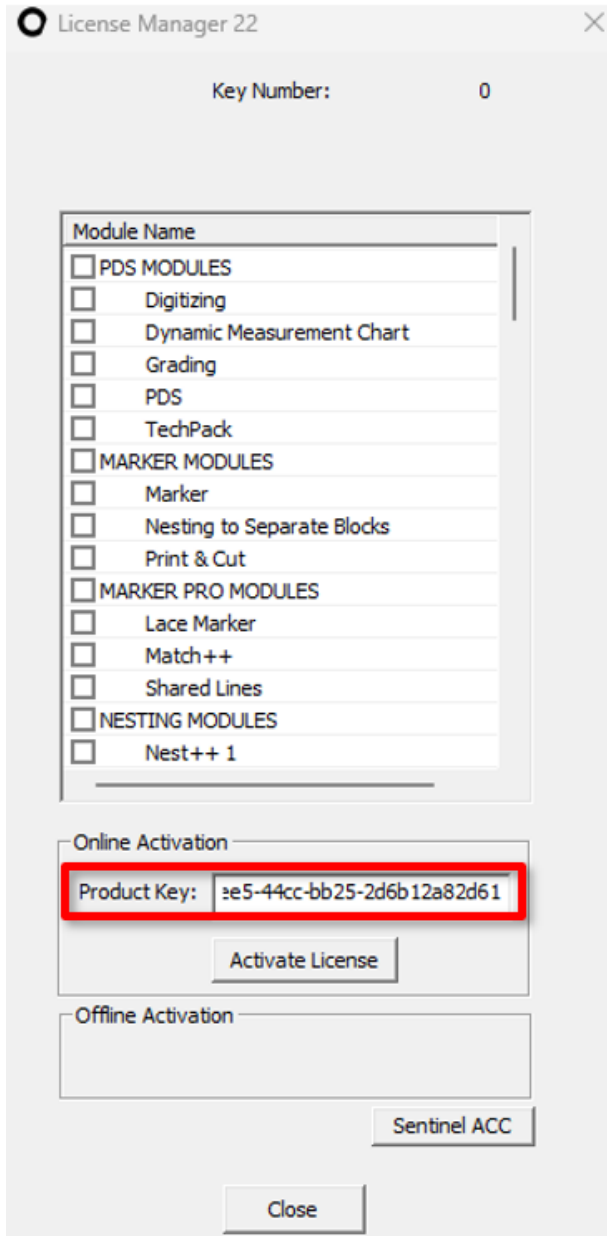 License Manager 22
Key Number: 0
Module Name
PDS MODULES
Digitizing
Dynamic Measurement Chart
Grading
PDS
TechPack
MARKER MODULES
Marker
Nesting to Separate Blocks
Print & Cut
MARKER PRO MODULES
Lace Marker
Match++
Shared Lines
NESTING MODULES
Nest++ 1
Online Activation
Product Key: ee5-44cc-bb25-2d6b12a82d61
Activate License
Offline Activation
Sentinel ACC
Close